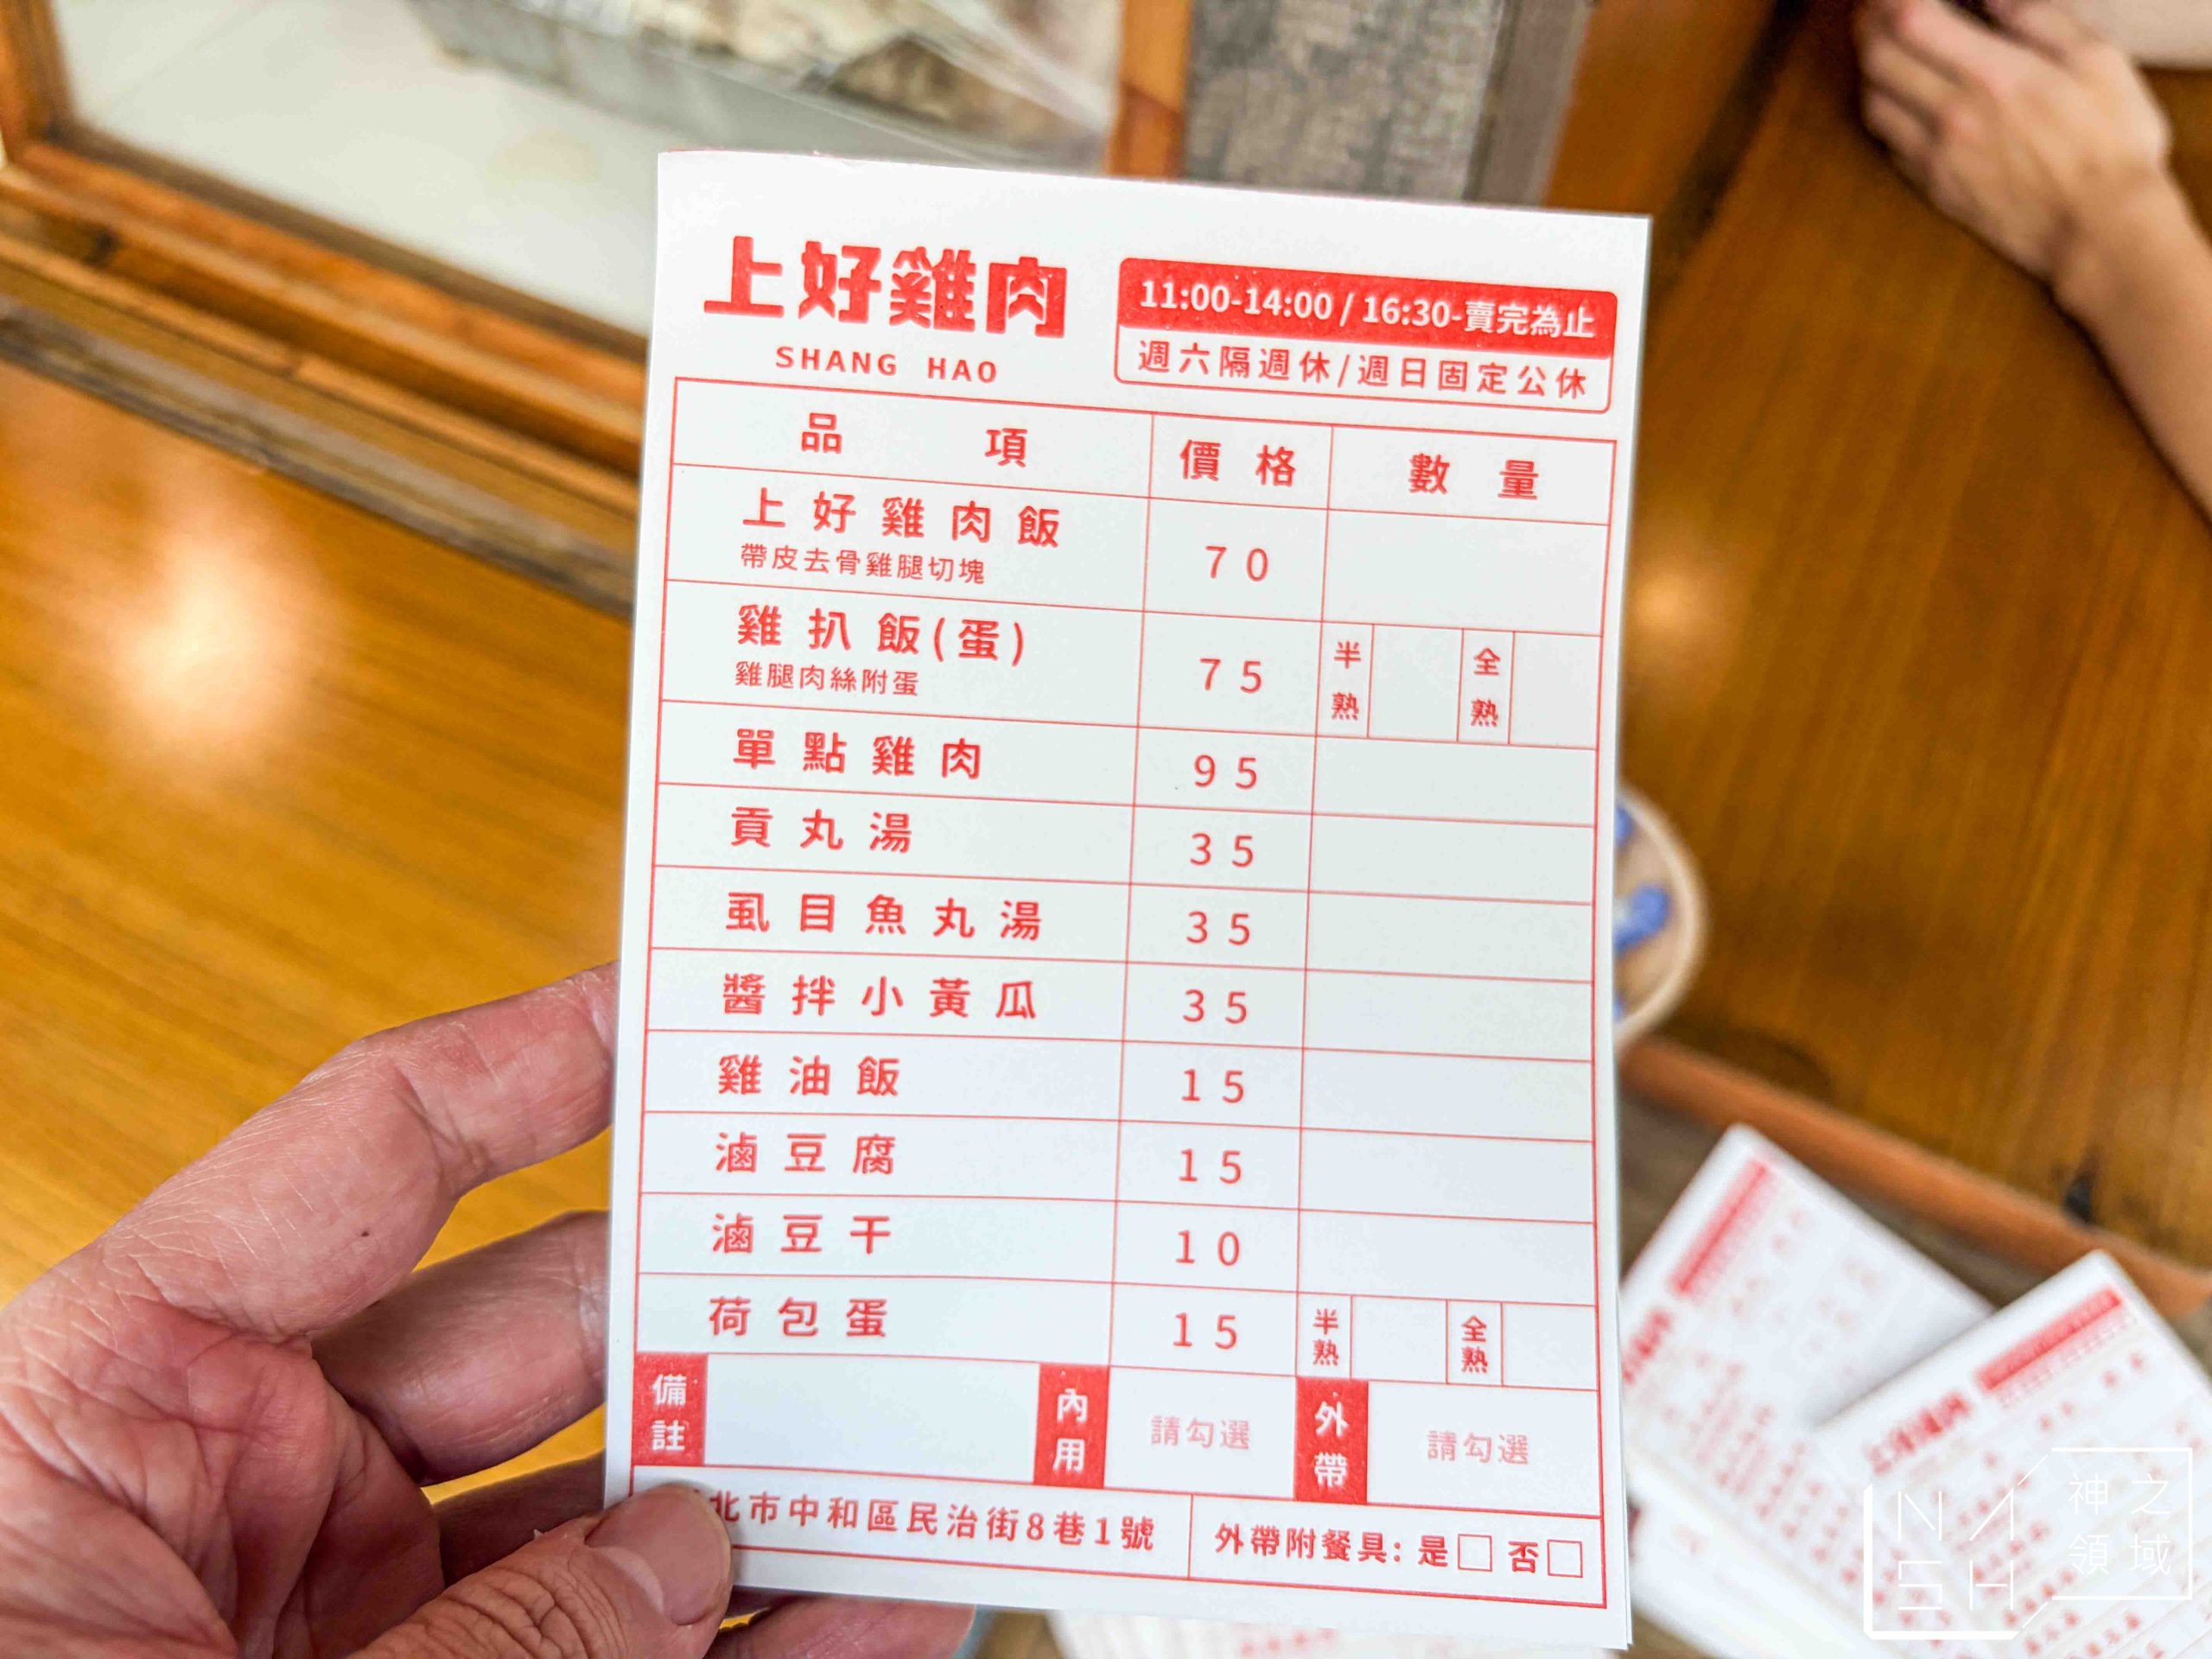 上好雞肉
SHANG HAO
11:00-14:00 / 16:30-賣完為止
週六隔週休/週日固定公休
品項 價格 數量
上好雞肉飯 70
帶皮去骨雞腿切塊
雞扒飯(蛋) 75 半熟 全熟
雞腿肉絲附蛋
單點雞肉 95
貢丸湯 35
虱目魚丸湯 35
醬拌小黃瓜 35
雞油飯 15
滷豆腐 15
滷豆干 10
荷包蛋 15 半熟 全熟
備註 內用 請勾選 外帶 請勾選
北市中和區民治街8巷1號 外帶附餐具: 是□ 否□
NASH 神之領域